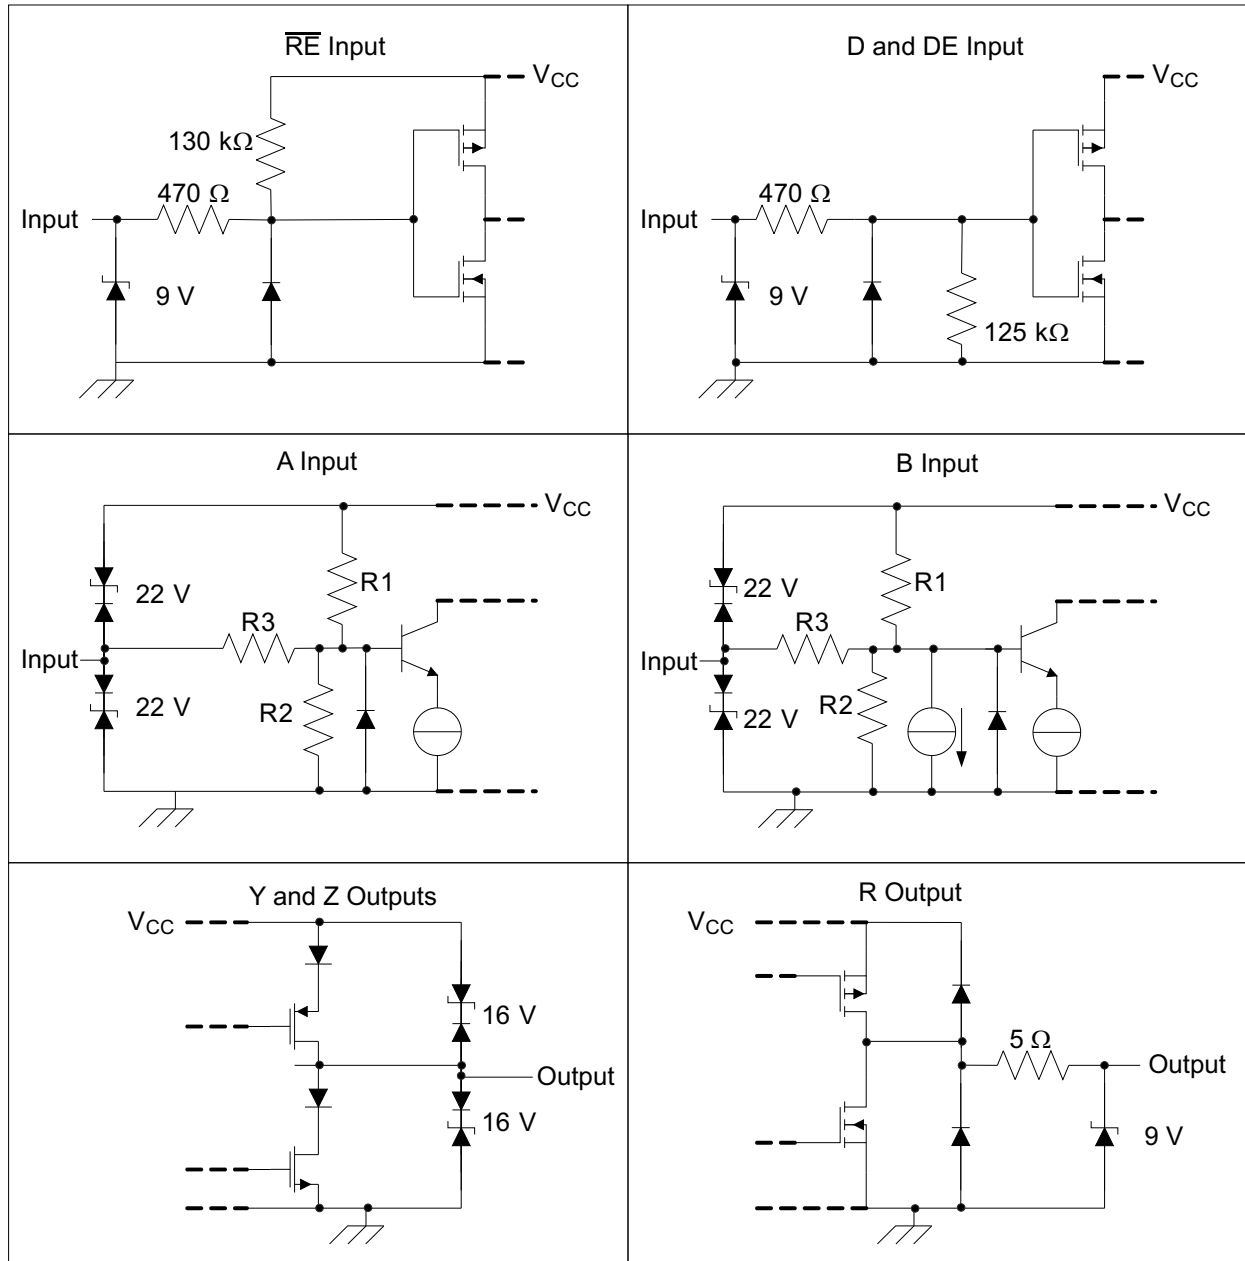 R̅E̅ Input
VCC
130 kΩ
470 Ω
Input
9 V
D and DE Input
VCC
470 Ω
Input
9 V
125 kΩ
A Input
VCC
22 V
R1
R3
Input
22 V
R2
B Input
VCC
22 V
R1
R3
Input
22 V
R2
Y and Z Outputs
VCC
16 V
Output
16 V
R Output
VCC
5 Ω
Output
9 V